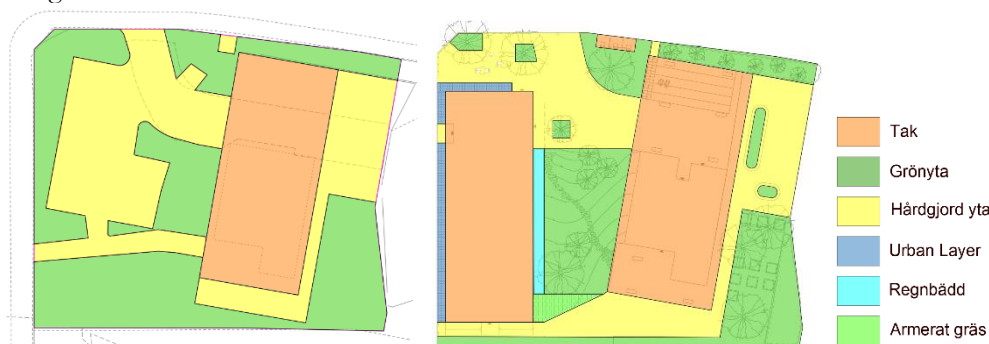 Tak
Grönyta
Hårdgjord yta
Urban Layer
Regnbädd
Armerat gräs